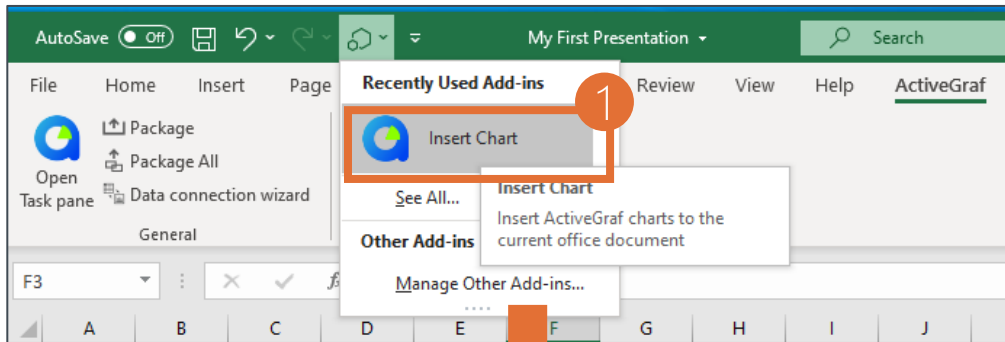 AutoSave Off My First Presentation Search
File Home Insert Page Review View Help ActiveGraf
Recently Used Add-ins
1
Insert Chart
See All...
Other Add-ins
Manage Other Add-ins...
Insert Chart
Insert ActiveGraf charts to the
current office document
Open
Task pane
Package
Package All
Data connection wizard
General
F3
A B C D E F G H I J